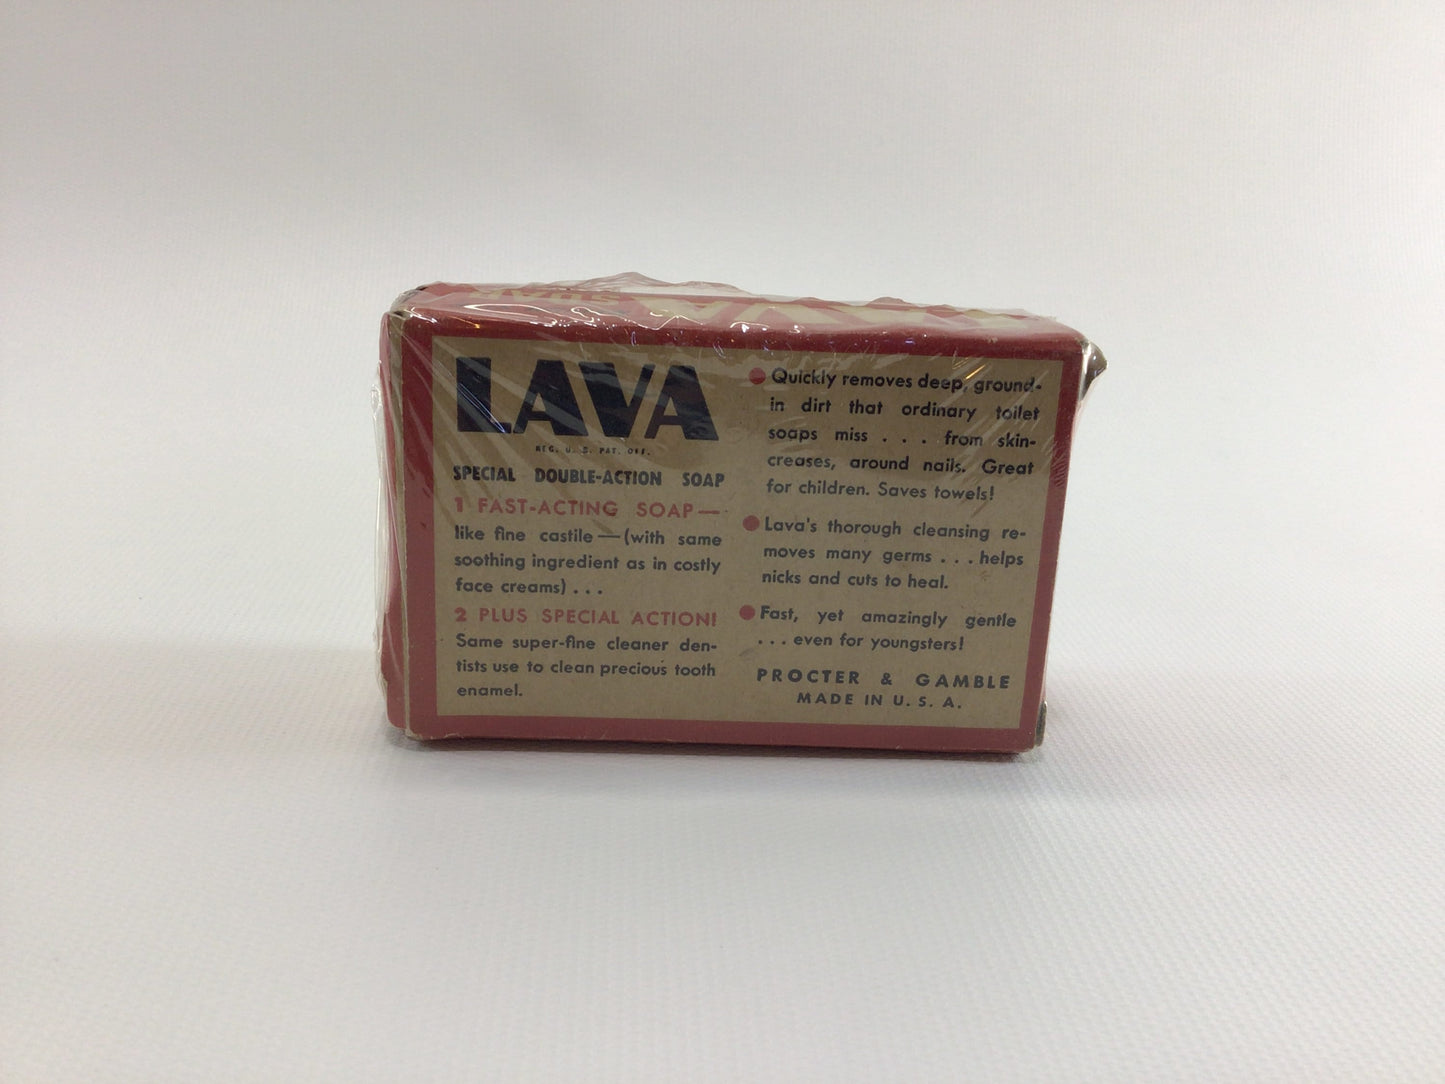 LAVA
REG. U. S. PAT. OFF.
SPECIAL DOUBLE-ACTION SOAP
1 FAST-ACTING SOAP—
like fine castile—(with same
soothing ingredient as in costly
face creams) . . .
2 PLUS SPECIAL ACTION!
Same super-fine cleaner den-
tists use to clean precious tooth
enamel.
● Quickly removes deep, ground-
in dirt that ordinary toilet
soaps miss . . . from skin-
creases, around nails. Great
for children. Saves towels!
● Lava's thorough cleansing re-
moves many germs . . . helps
nicks and cuts to heal.
● Fast, yet amazingly gentle
. . . even for youngsters!
PROCTER & GAMBLE
MADE IN U. S. A.